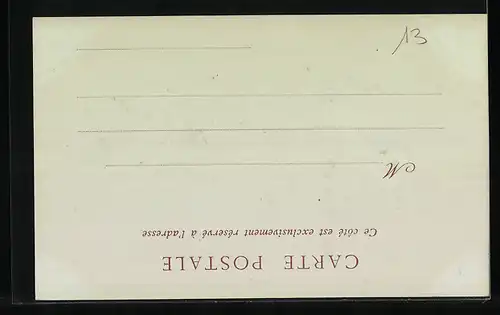 CARTE POSTALE
Ce côté est exclusivement réservé à l'adresse
M
13